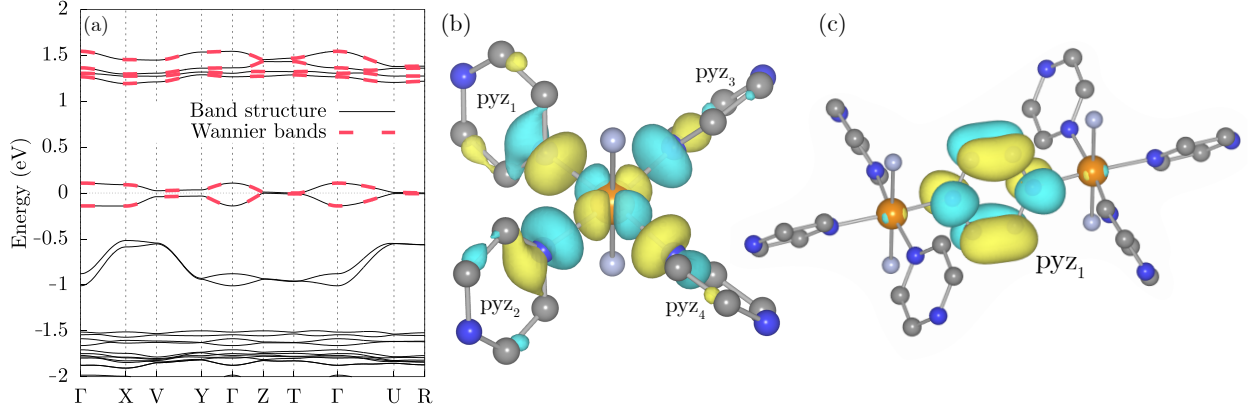 (a)
2
1.5
1
0.5
0
−0.5
−1
−1.5
−2
Energy (eV)
Band structure
Wannier bands
Γ X V Y Γ Z T Γ U R
(b)
pyz₁
pyz₃
pyz₂
pyz₄
(c)
pyz₁